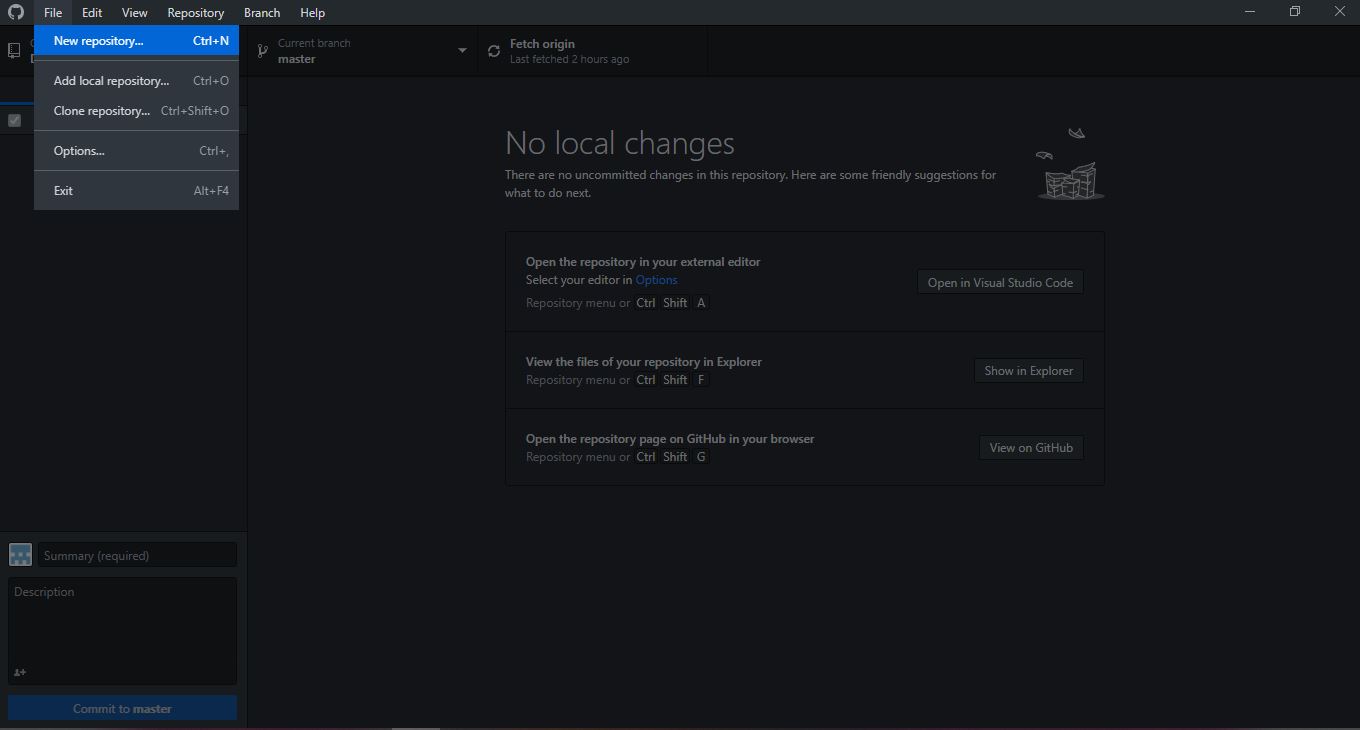 File Edit View Repository Branch Help
New repository... Ctrl+N
Add local repository... Ctrl+O
Clone repository... Ctrl+Shift+O
Options... Ctrl+,
Exit Alt+F4
Current branch
master
Fetch origin
Last fetched 2 hours ago
No local changes
There are no uncommitted changes in this repository. Here are some friendly suggestions for
what to do next.
Open the repository in your external editor
Select your editor in Options
Repository menu or Ctrl Shift A
Open in Visual Studio Code
View the files of your repository in Explorer
Repository menu or Ctrl Shift F
Show in Explorer
Open the repository page on GitHub in your browser
Repository menu or Ctrl Shift G
View on GitHub
Summary (required)
Description
Commit to master